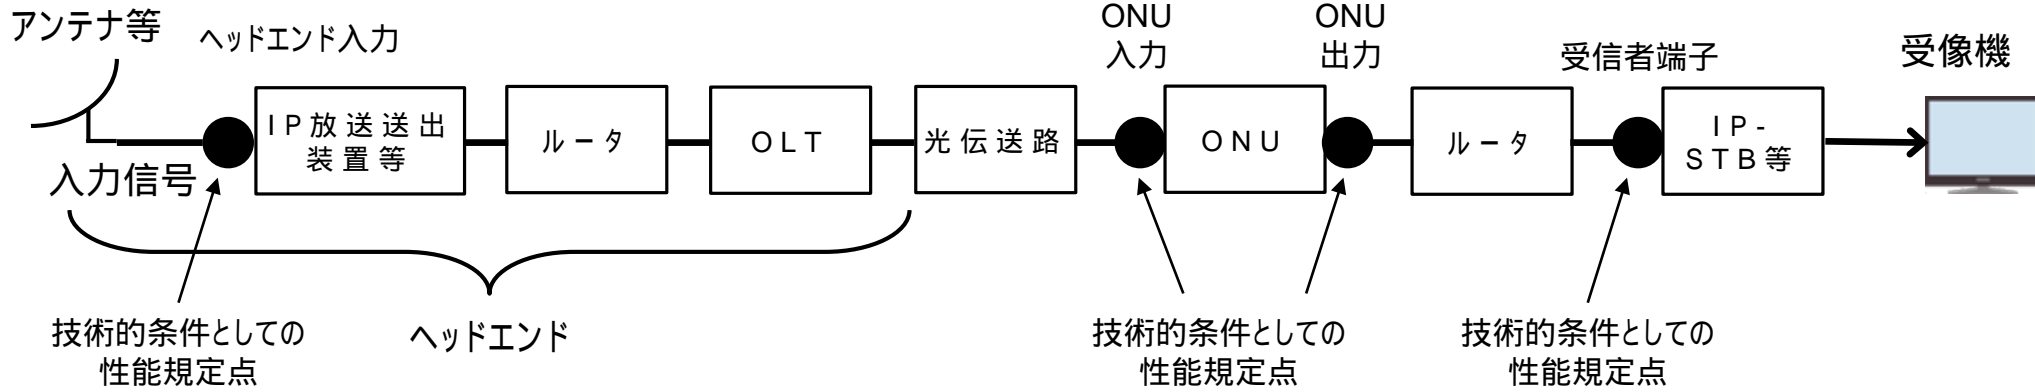 アンテナ等
ヘッドエンド入力
ONU
入力
ONU
出力
受信者端子
受像機
IP放送送出
装置等
ルータ
OLT
光伝送路
ONU
ルータ
IP-
STB等
入力信号
技術的条件としての
性能規定点
ヘッドエンド
技術的条件としての
性能規定点
技術的条件としての
性能規定点